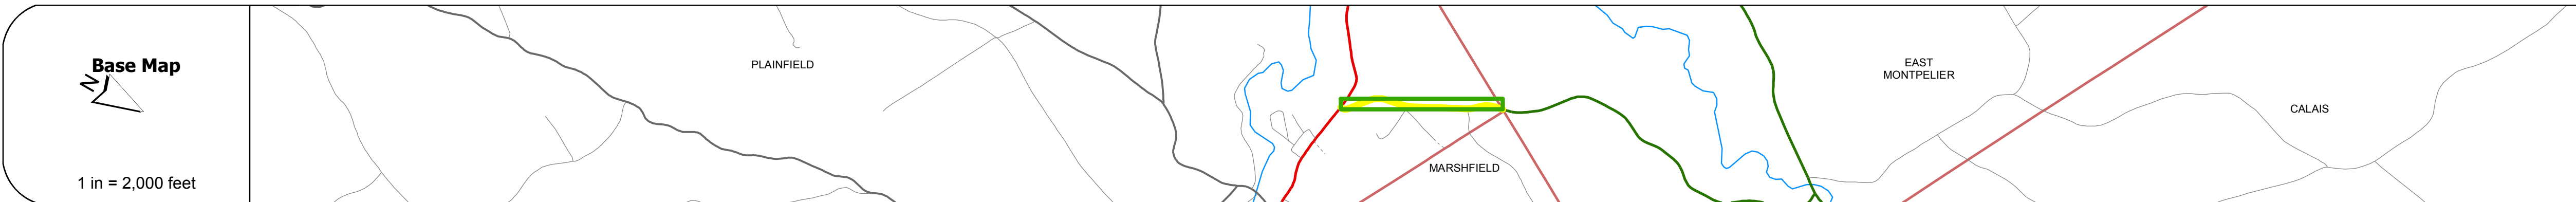 Base Map
N
1 in = 2,000 feet
PLAINFIELD
MARSHFIELD
EAST
MONTPELIER
CALAIS